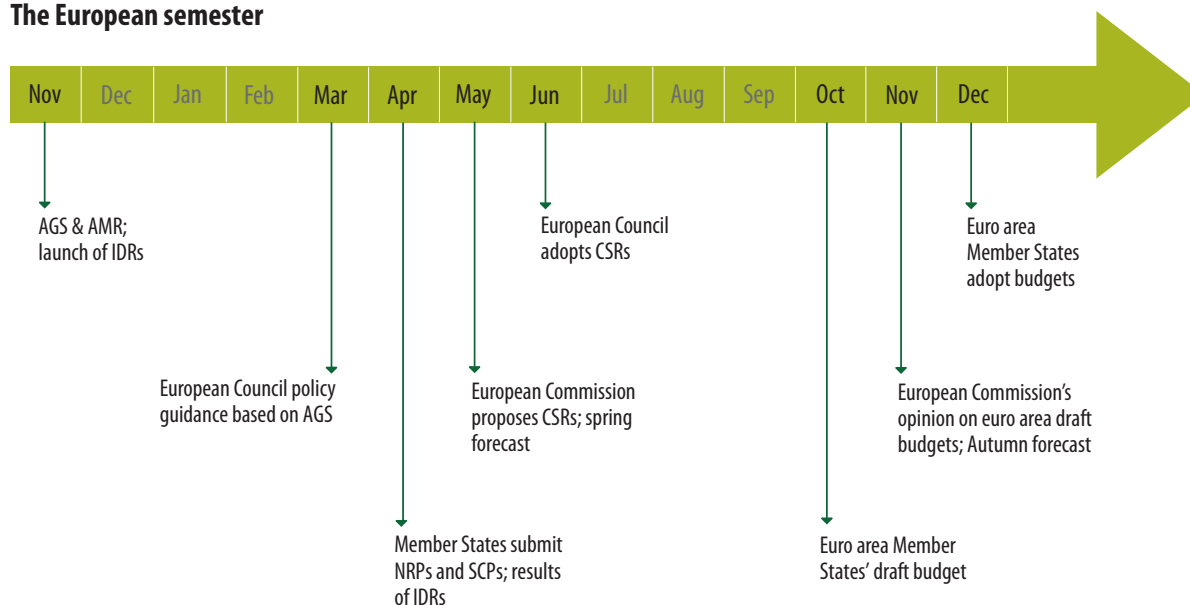 The European semester
Nov Dec Jan Feb Mar Apr May Jun Jul Aug Sep Oct Nov Dec
AGS & AMR;
launch of IDRs
European Council policy
guidance based on AGS
Member States submit
NRPs and SCPs; results
of IDRs
European Commission
proposes CSRs; spring
forecast
European Council
adopts CSRs
Euro area Member
States’ draft budget
European Commission’s
opinion on euro area draft
budgets; Autumn forecast
Euro area
Member States
adopt budgets